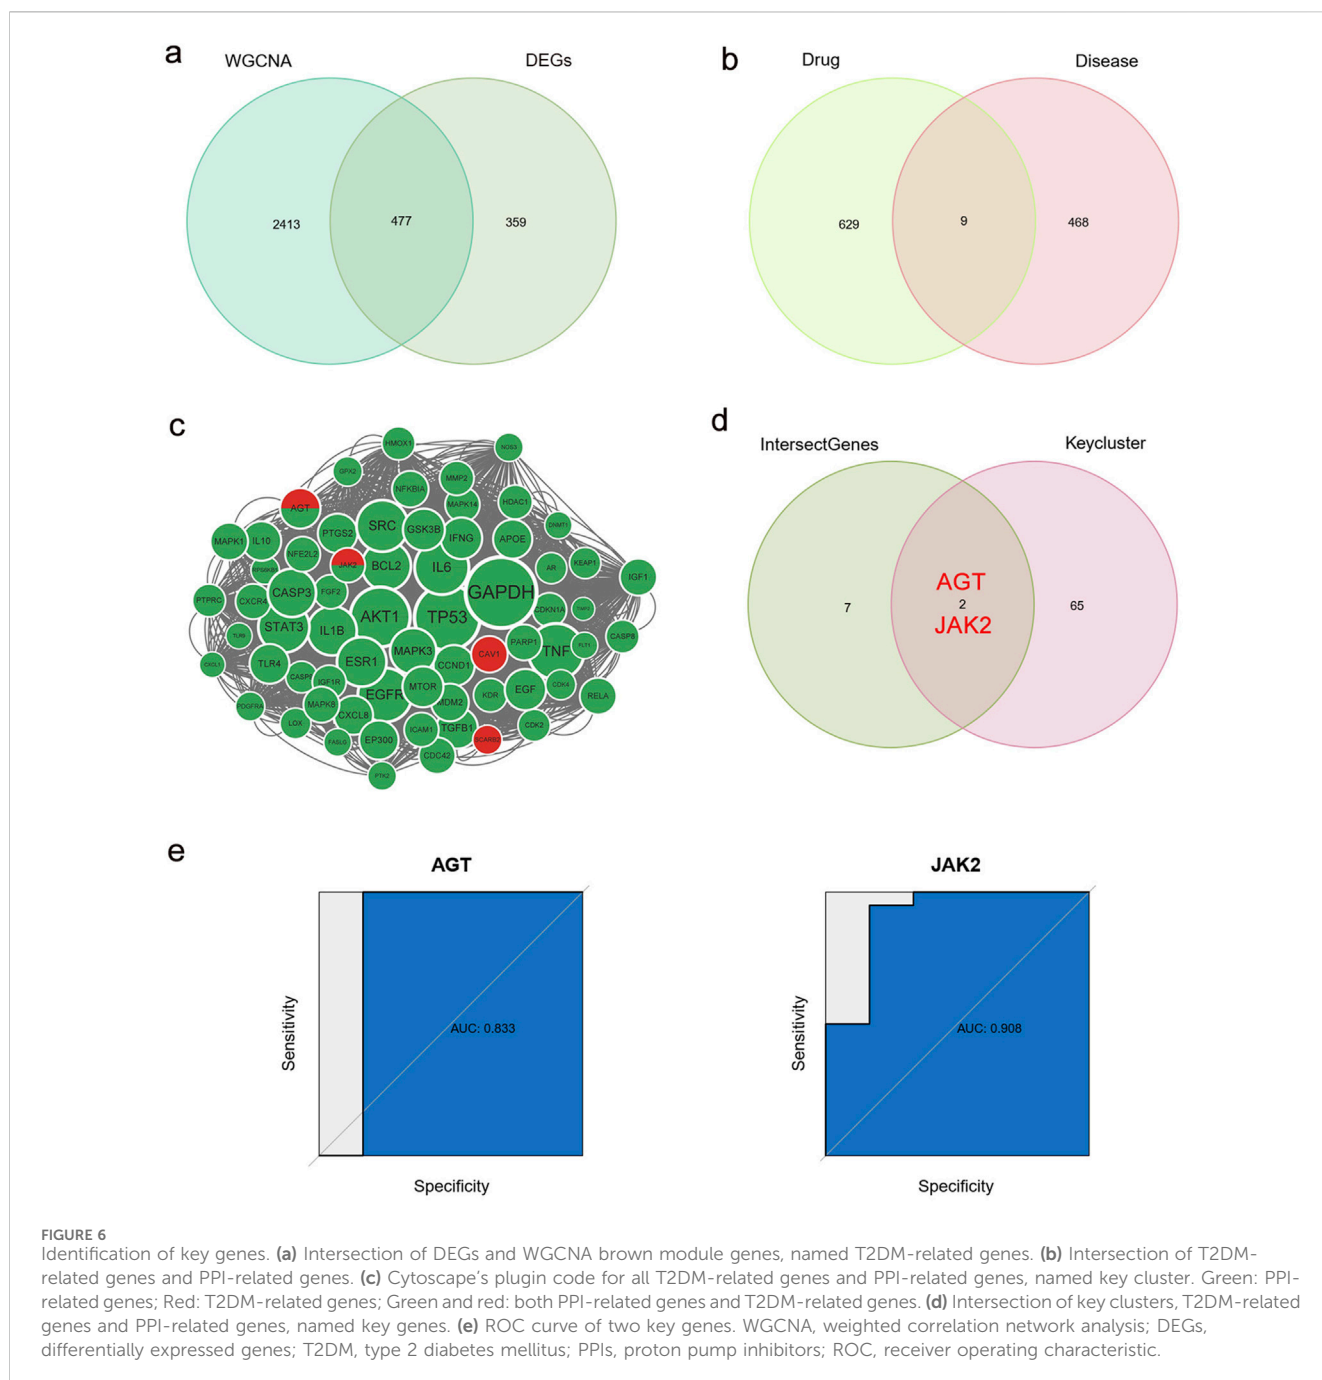 a
WGCNA
DEGs
2413
477
359
b
Drug
Disease
629
9
468
c
HMOX1
NOS3
GPX2
NFKBIA
MMP2
AGT
MAPK14
HDAC1
SRC
GSK3B
IFNG
APOE
DNMT1
PTGS2
MAPK1
IL10
NFE2L2
JAK2
BCL2
IL6
AR
KEAP1
IGF1
RPS6KB1
CASP3
FGF2
GAPDH
PTPRC
CXCR4
AKT1
TP53
CDKN1A
TLR9
STAT3
IL1B
CASP8
PARP1
FLT1
MAPK3
CAV1
TNF
CXCL1
TLR4
ESR1
CCND1
CASP9
IGF1R
EGFR
MTOR
KDR
EGF
CDK4
RELA
PDGFRA
MAPK8
MDM2
LOX
CXCL8
ICAM1
TGFB1
CDK2
FASLG
EP300
CDC42
PTK2
d
IntersectGenes
Keycluster
7
AGT
2
JAK2
65
e
AGT
Sensitivity
AUC: 0.833
Specificity
JAK2
Sensitivity
AUC: 0.908
Specificity
FIGURE 6
Identification of key genes. (a) Intersection of DEGs and WGCNA brown module genes, named T2DM-related genes. (b) Intersection of T2DM-
related genes and PPI-related genes. (c) Cytoscape's plugin code for all T2DM-related genes and PPI-related genes, named key cluster. Green: PPI-
related genes; Red: T2DM-related genes; Green and red: both PPI-related genes and T2DM-related genes. (d) Intersection of key clusters, T2DM-related
genes and PPI-related genes, named key genes. (e) ROC curve of two key genes. WGCNA, weighted correlation network analysis; DEGs,
differentially expressed genes; T2DM, type 2 diabetes mellitus; PPIs, proton pump inhibitors; ROC, receiver operating characteristic.